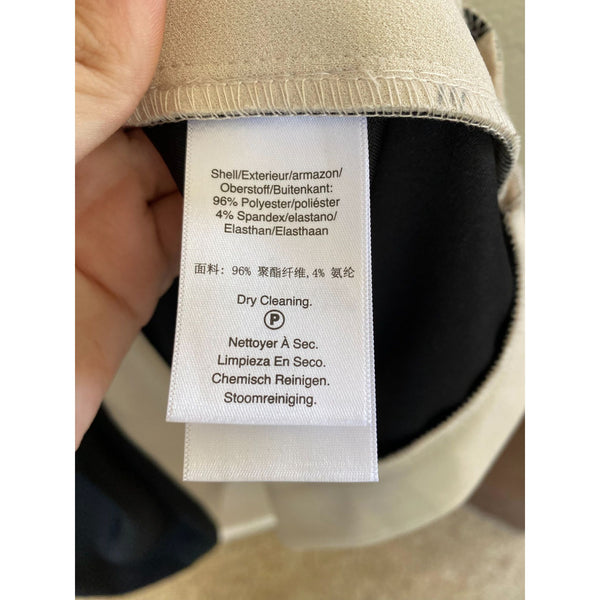 Shell/Exterieur/armazon/
Oberstoff/Buitenkant:
96% Polyester/poliéster
4% Spandex/elastano/
Elasthan/Elasthaan
面料: 96% 聚酯纤维,4% 氨纶
Dry Cleaning.
P
Nettoyer À Sec.
Limpieza En Seco.
Chemisch Reinigen.
Stoomreiniging.